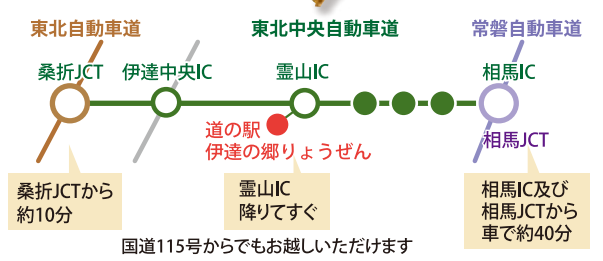 東北自動車道
東北中央自動車道
常磐自動車道
桑折JCT
伊達中央IC
霊山IC
相馬IC
道の駅
伊達の郷りょうぜん
相馬JCT
桑折JCTから
約10分
霊山IC
降りてすぐ
相馬IC及び
相馬JCTから
車で約40分
国道115号からでもお越しいただけます